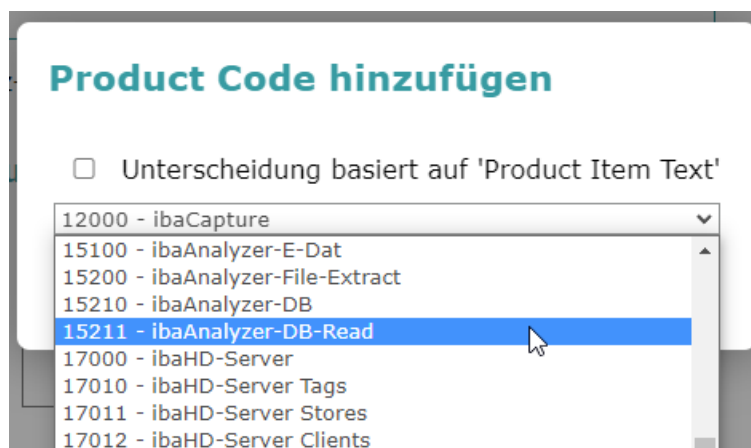 Product Code hinzufügen
Unterscheidung basiert auf 'Product Item Text'
12000 - ibaCapture
15100 - ibaAnalyzer-E-Dat
15200 - ibaAnalyzer-File-Extract
15210 - ibaAnalyzer-DB
15211 - ibaAnalyzer-DB-Read
17000 - ibaHD-Server
17010 - ibaHD-Server Tags
17011 - ibaHD-Server Stores
17012 - ibaHD-Server Clients